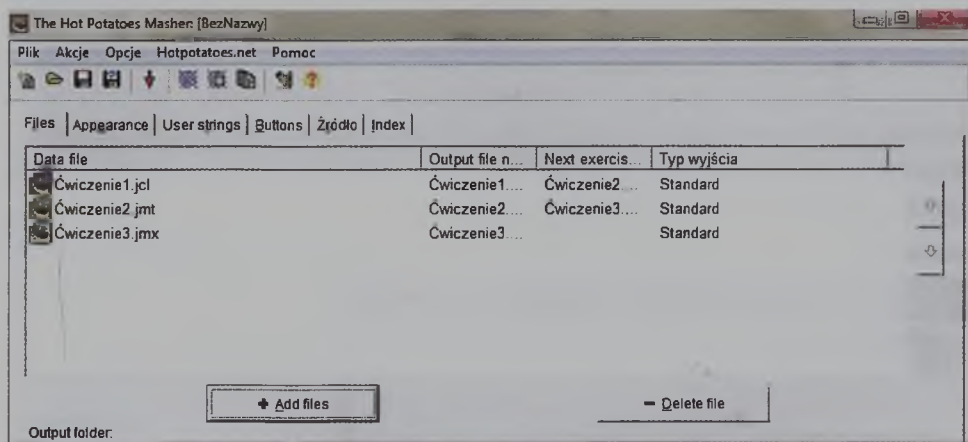 The Hot Potatoes Masher: [BezNazwy]
Plik Akcje Opcje Hotpotatoes.net Pomoc
Files Appearance User strings Buttons Źródło Index
Data file Output file n... Next exercis... Typ wyjścia
Ćwiczenie1.jcl Ćwiczenie1.... Ćwiczenie2.... Standard
Ćwiczenie2.jmt Ćwiczenie2.... Ćwiczenie3.... Standard
Ćwiczenie3.jmx Ćwiczenie3.... Standard
+ Add files - Delete file
Output folder: